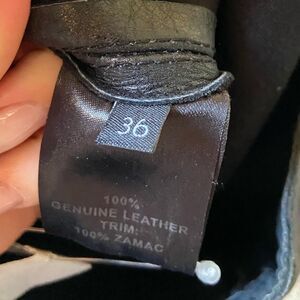 36
100%
GENUINE LEATHER
TRIM:
100% ZAMAC